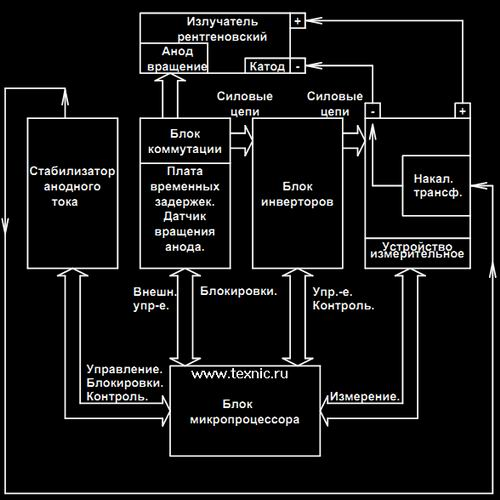 Излучатель
рентгеновский
+
Анод
вращение
Катод
-
Силовые
цепи
Силовые
цепи
-
+
Стабилизатор
анодного
тока
Блок
коммутации
Плата
временных
задержек.
Датчик
вращения
анода.
Блок
инверторов
Накал.
трансф.
Устройство
измерительное
Внешн.
упр-е.
Блокировки.
Упр.-е.
Контроль.
Управление.
Блокировки.
Контроль.
www.texnic.ru
Блок
микропроцессора
Измерение.